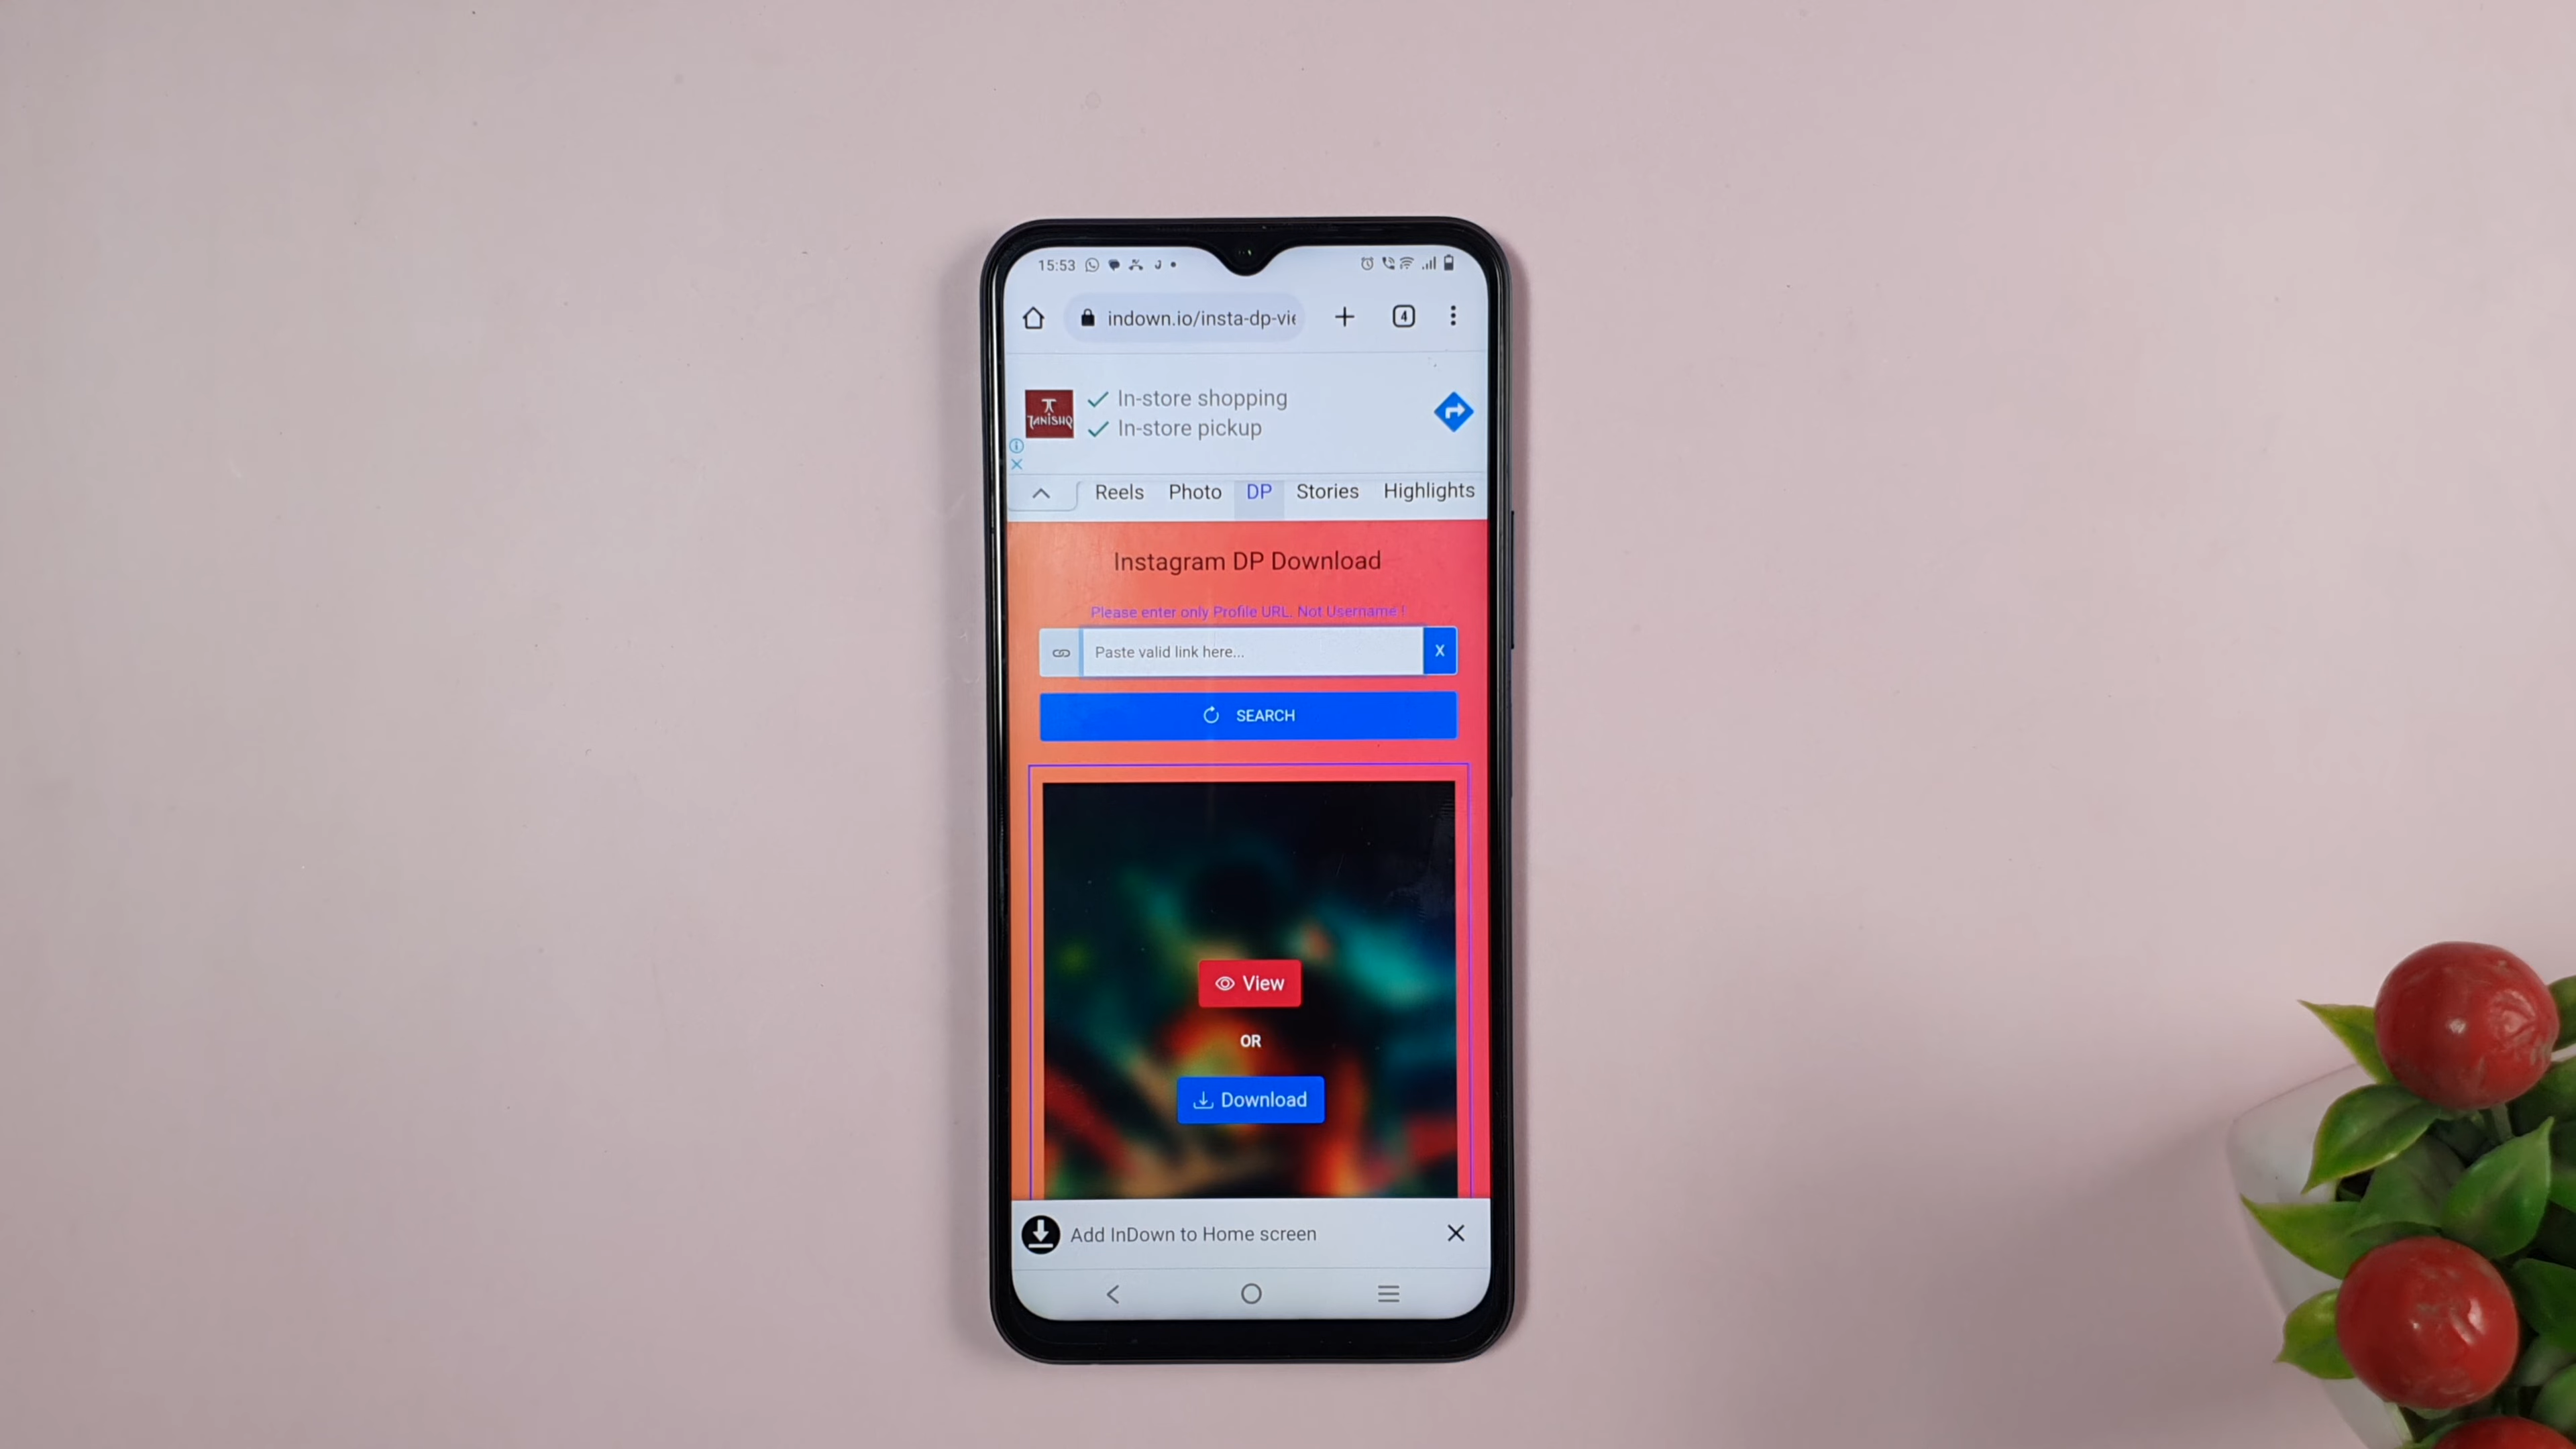 15:53
indown.io/insta-dp-vie
4
TANISHQ
In-store shopping
In-store pickup
Reels Photo DP Stories Highlights
Instagram DP Download
Please enter only Profile URL. Not Username !
Paste valid link here...
X
SEARCH
View
OR
Download
Add InDown to Home screen